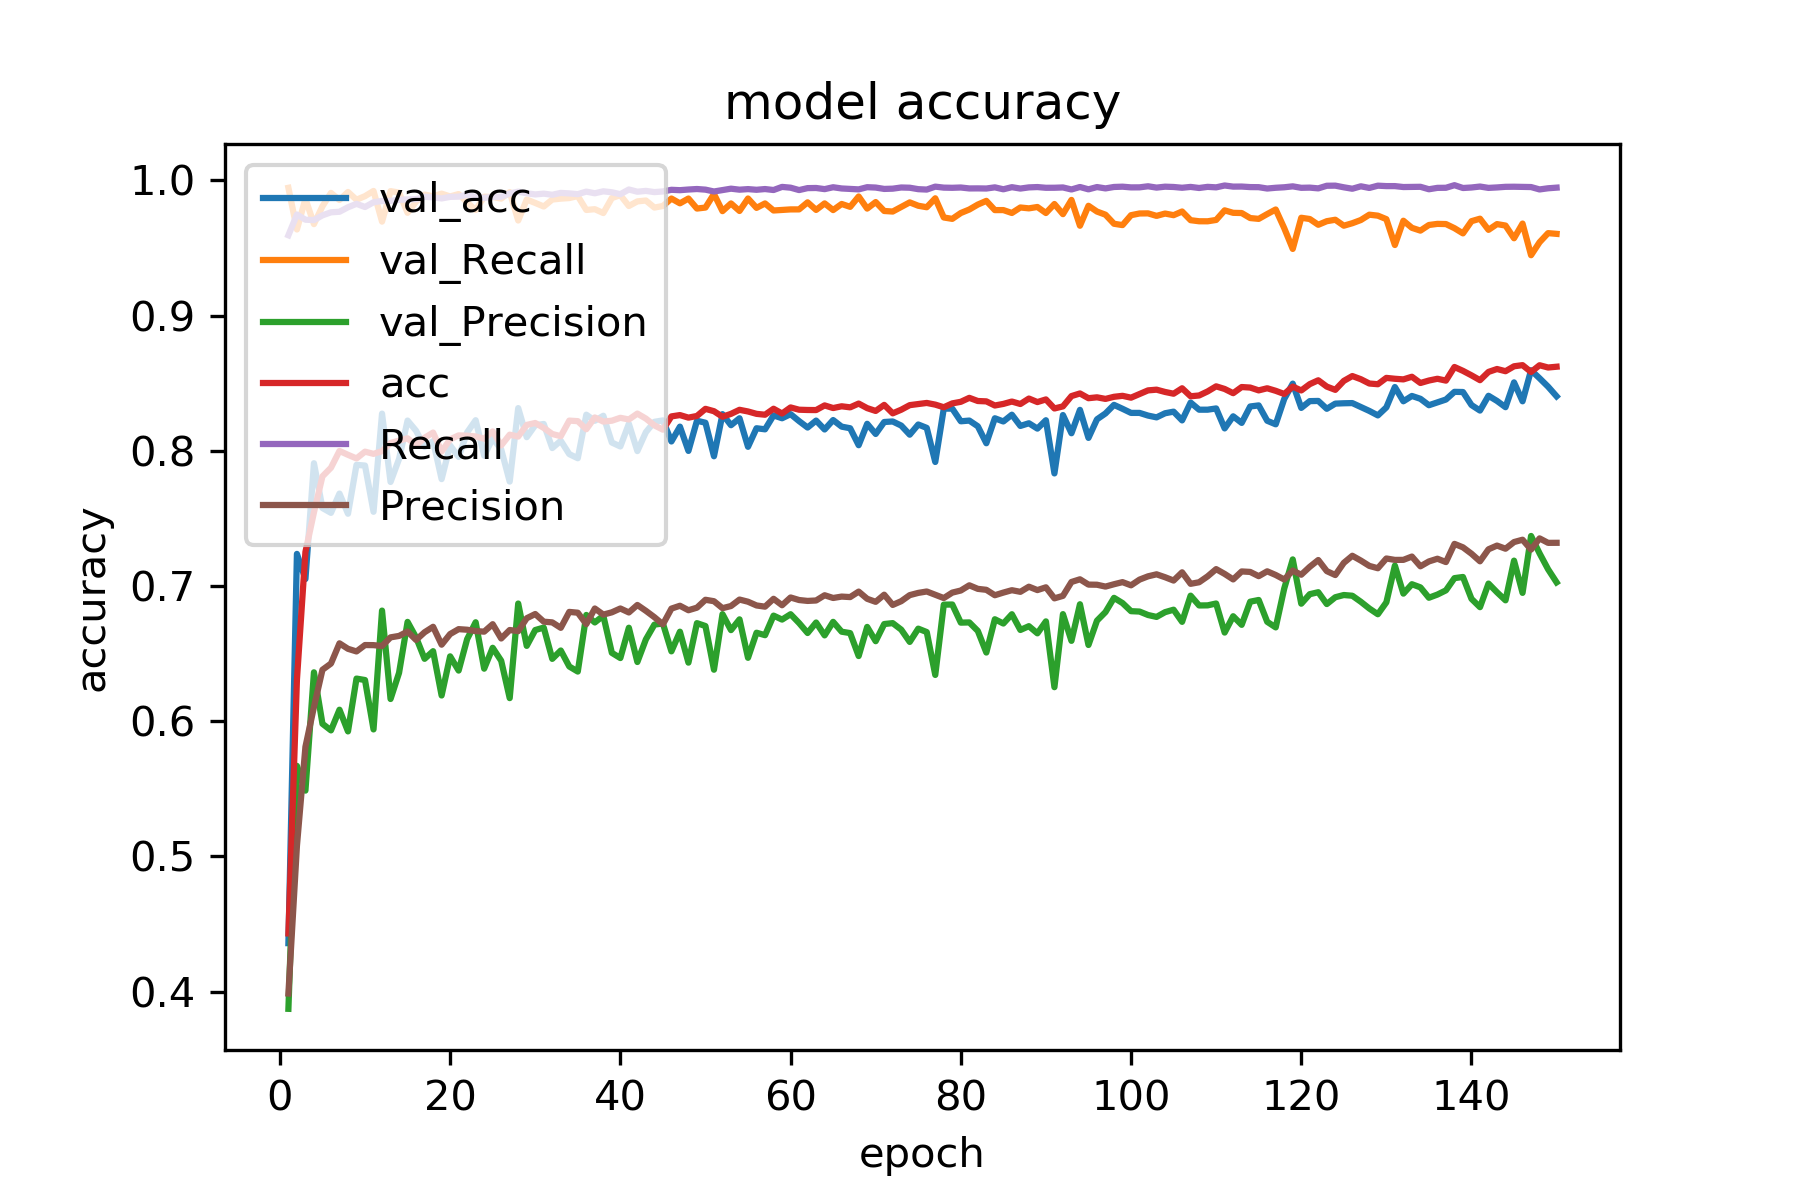 model accuracy
accuracy
1.0
0.9
0.8
0.7
0.6
0.5
0.4
val_acc
val_Recall
val_Precision
acc
Recall
Precision
0 20 40 60 80 100 120 140
epoch